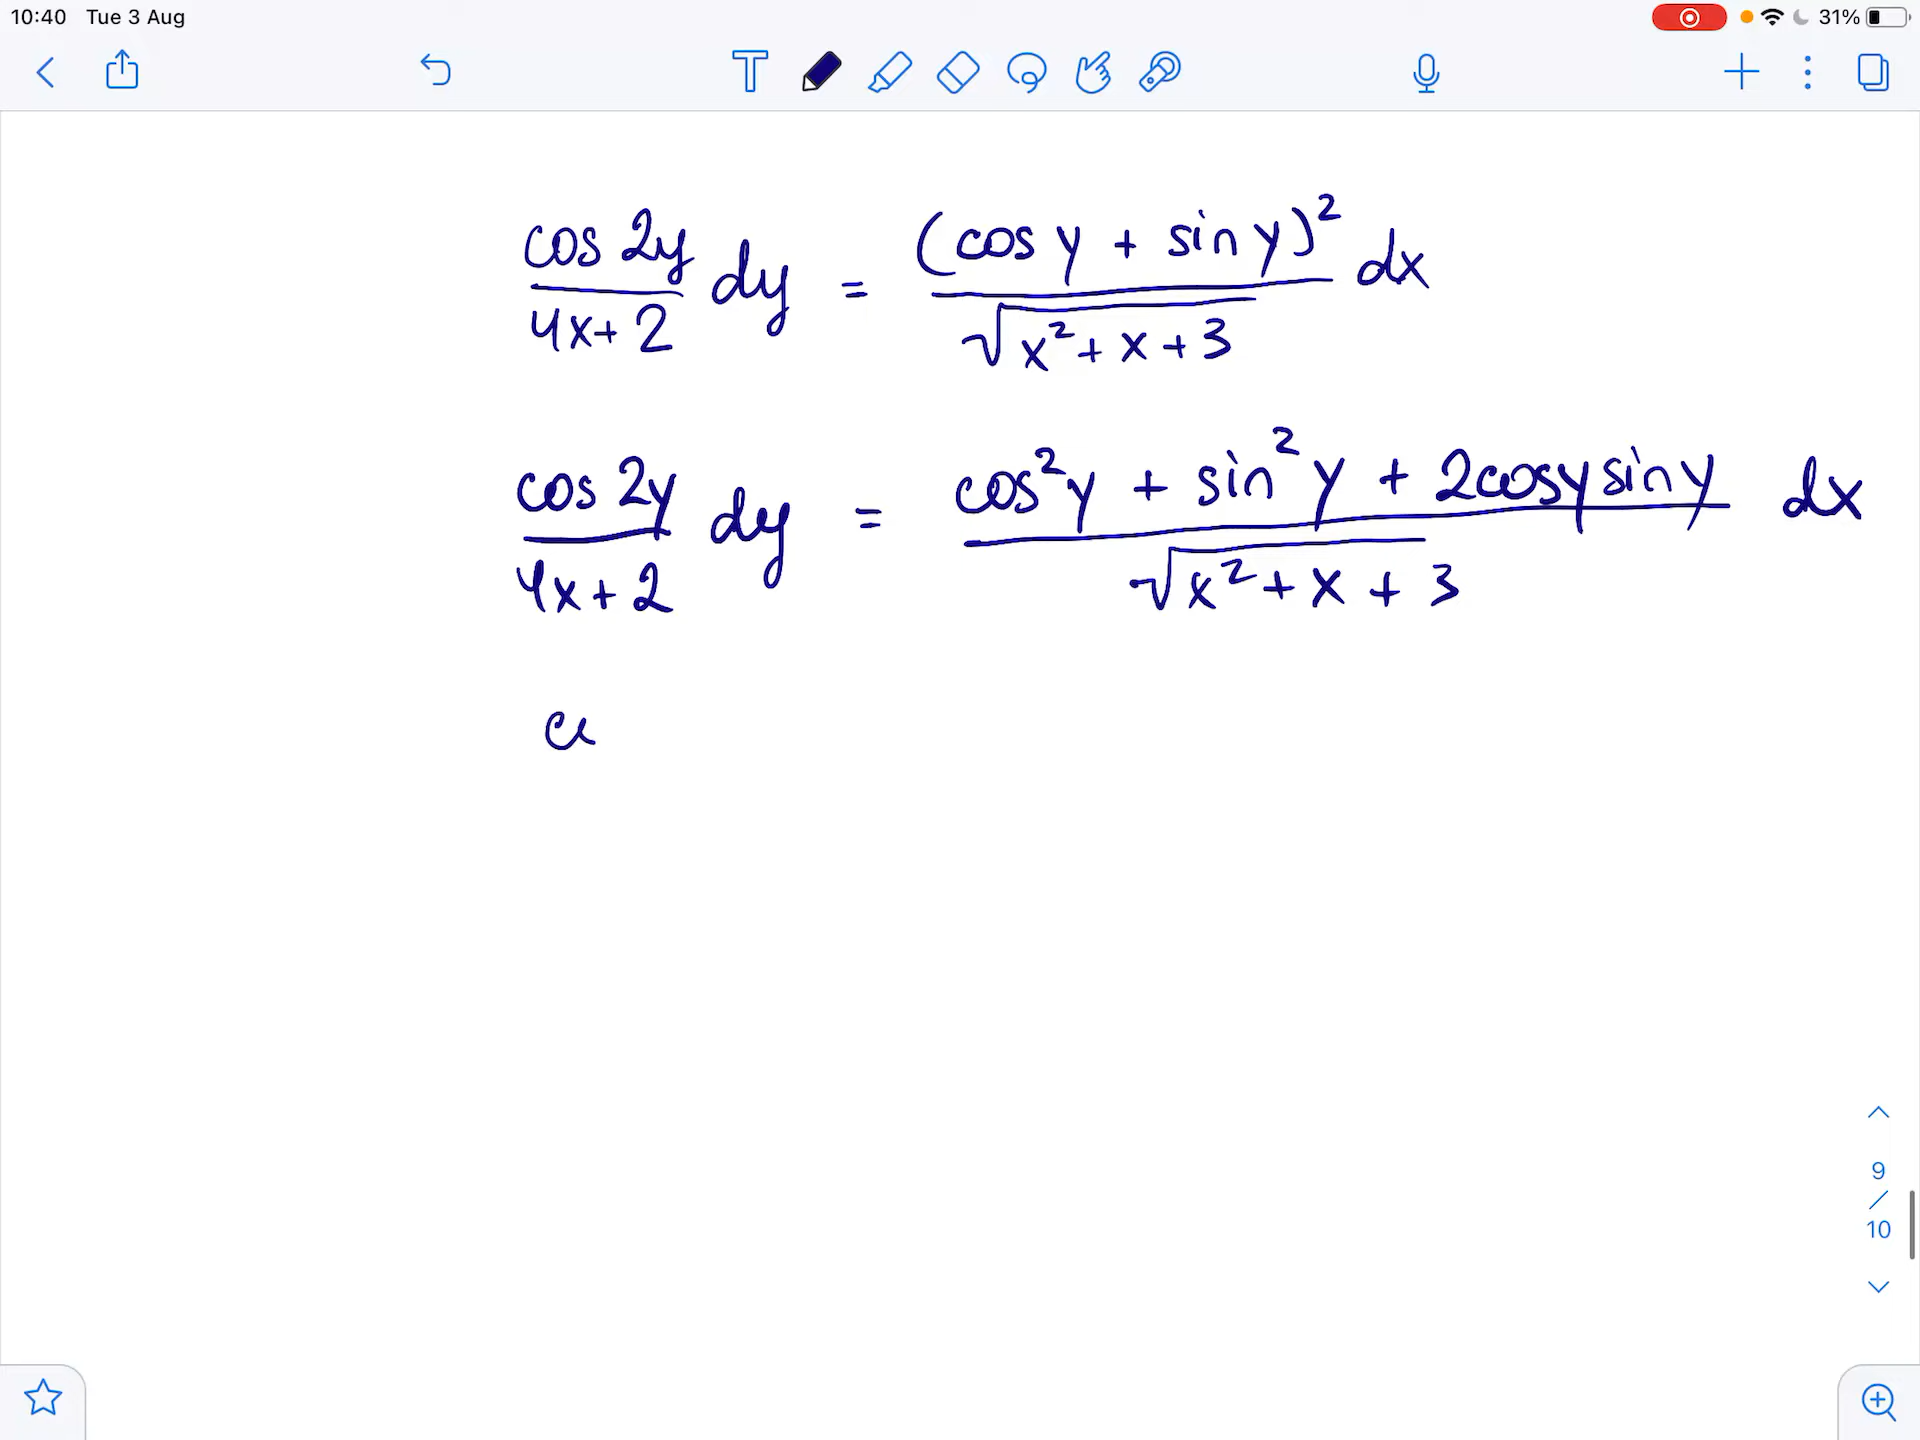 10:40 Tue 3 Aug 31%
T
cos 2y / 4x+2 dy = (cos y + sin y)² / √x² + x + 3 dx
cos 2y / 4x + 2 dy = cos²y + sin²y + 2cosy siny / √x² + x + 3 dx
9
/
10